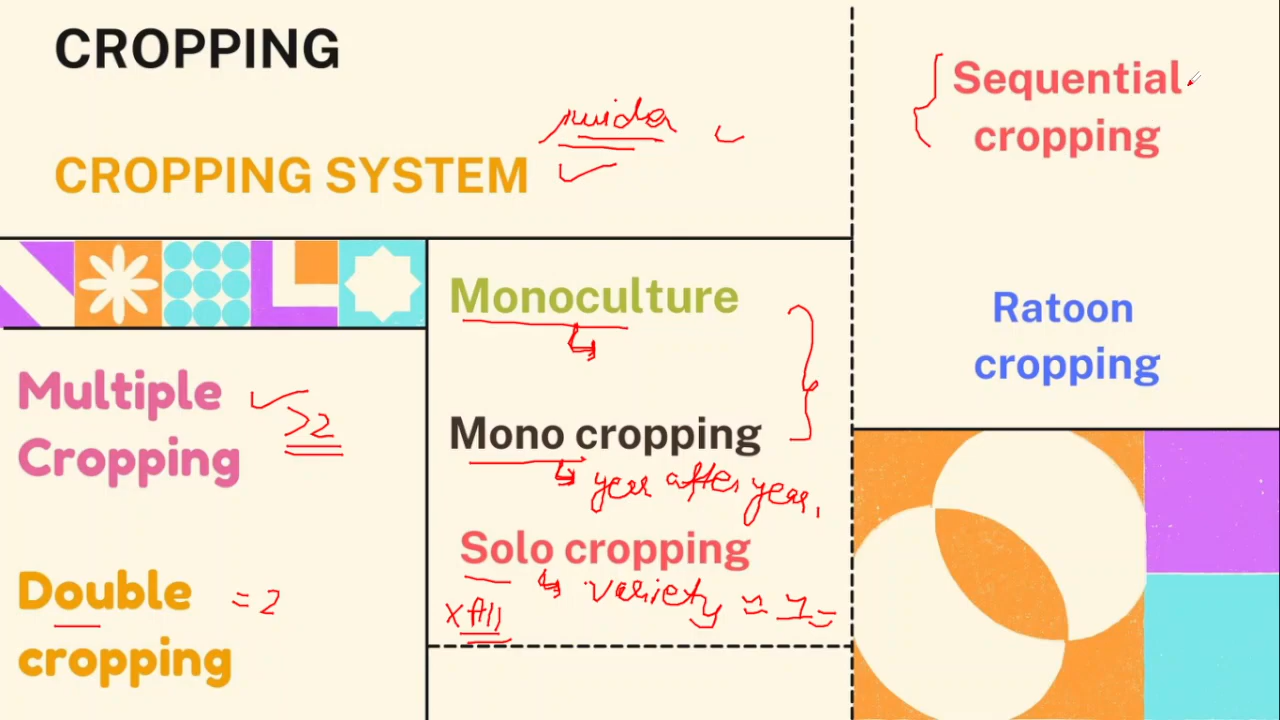 CROPPING
CROPPING SYSTEM
Multiple
Cropping
>2
Double = 2
cropping
Monoculture
Mono cropping
year after year,
Solo cropping
variety = 1 =
Sequential
cropping
Ratoon
cropping